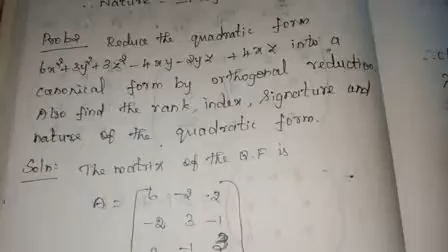 ∴ Nature =
Prob2 Reduce the quadratic form
6x²+3y²+3z²-4xy-2yz+4xz into a
canonical form by orthogonal reduction.
Also find the rank, index, signature and
nature of the quadratic form.
Soln: The matrix of the Q.F is
A = 6 -2 2
-2 3 -1
2 -1 3